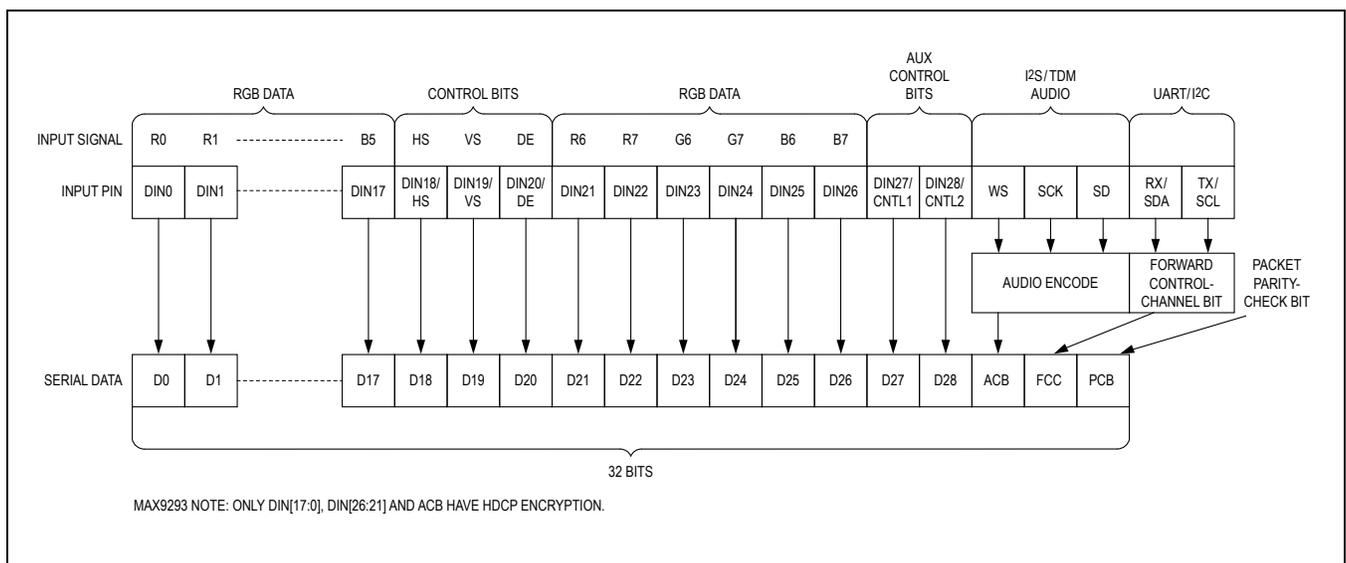 AUX
CONTROL
BITS
I²S/TDM
AUDIO
RGB DATA
CONTROL BITS
RGB DATA
UART/I²C
INPUT SIGNAL R0 R1 B5 HS VS DE R6 R7 G6 G7 B6 B7
INPUT PIN DIN0 DIN1 DIN17 DIN18/ HS DIN19/ VS DIN20/ DE DIN21 DIN22 DIN23 DIN24 DIN25 DIN26 DIN27/ CNTL1 DIN28/ CNTL2 WS SCK SD RX/ SDA TX/ SCL
AUDIO ENCODE
FORWARD
CONTROL-
CHANNEL BIT
PACKET
PARITY-
CHECK BIT
SERIAL DATA D0 D1 D17 D18 D19 D20 D21 D22 D23 D24 D25 D26 D27 D28 ACB FCC PCB
32 BITS
MAX9293 NOTE: ONLY DIN[17:0], DIN[26:21] AND ACB HAVE HDCP ENCRYPTION.